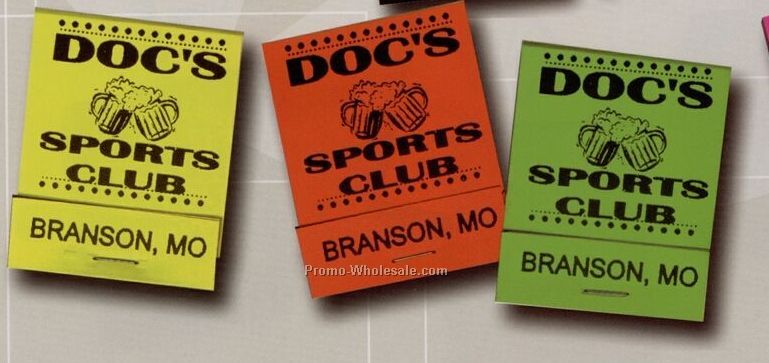 DOC'S
SPORTS
CLUB
BRANSON, MO
DOC'S
SPORTS
CLUB
BRANSON, MO
Promo-Wholesale.com
DOC'S
SPORTS
CLUB
BRANSON, MO